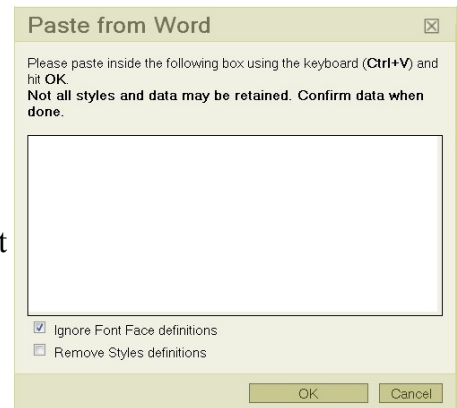 Paste from Word
Please paste inside the following box using the keyboard (Ctrl+V) and
hit OK.
Not all styles and data may be retained. Confirm data when
done.
t
Ignore Font Face definitions
Remove Styles definitions
OK Cancel